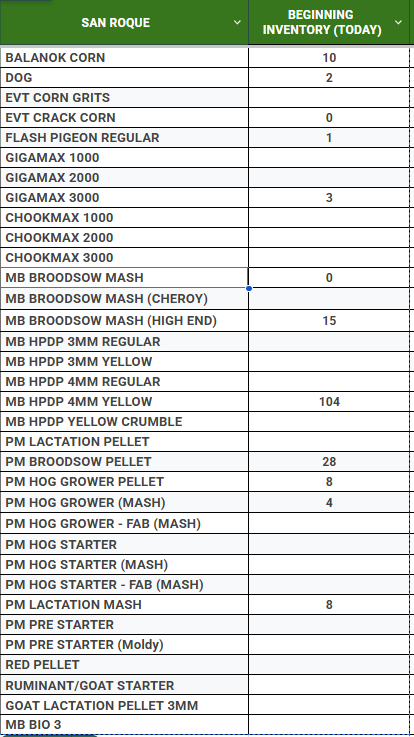 SAN ROQUE
BEGINNING
INVENTORY (TODAY)
BALANOK CORN 10
DOG 2
EVT CORN GRITS
EVT CRACK CORN 0
FLASH PIGEON REGULAR 1
GIGAMAX 1000
GIGAMAX 2000
GIGAMAX 3000 3
CHOOKMAX 1000
CHOOKMAX 2000
CHOOKMAX 3000
MB BROODSOW MASH 0
MB BROODSOW MASH (CHEROY)
MB BROODSOW MASH (HIGH END) 15
MB HPDP 3MM REGULAR
MB HPDP 3MM YELLOW
MB HPDP 4MM REGULAR
MB HPDP 4MM YELLOW 104
MB HPDP YELLOW CRUMBLE
PM LACTATION PELLET
PM BROODSOW PELLET 28
PM HOG GROWER PELLET 8
PM HOG GROWER (MASH) 4
PM HOG GROWER - FAB (MASH)
PM HOG STARTER
PM HOG STARTER (MASH)
PM HOG STARTER - FAB (MASH)
PM LACTATION MASH 8
PM PRE STARTER
PM PRE STARTER (Moldy)
RED PELLET
RUMINANT/GOAT STARTER
GOAT LACTATION PELLET 3MM
MB BIO 3